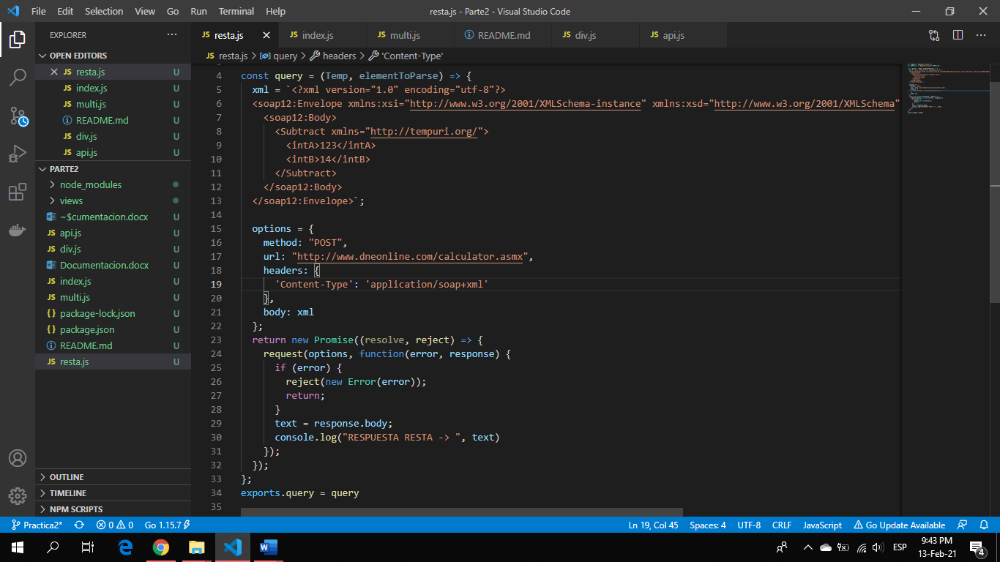 File Edit Selection View Go Run Terminal Help resta.js - Parte2 - Visual Studio Code
EXPLORER
OPEN EDITORS
JS resta.js U
JS index.js U
JS multi.js U
README.md U
JS div.js U
JS api.js U
PARTE2
node_modules
views
~$cumentacion.docx U
JS api.js U
JS div.js U
Documentacion.docx U
JS index.js U
JS multi.js U
{} package-lock.json U
{} package.json U
README.md U
JS resta.js U
OUTLINE
TIMELINE
NPM SCRIPTS
JS resta.js JS index.js JS multi.js README.md JS div.js JS api.js
JS resta.js > query > headers > 'Content-Type'
4 const query = (Temp, elementToParse) => {
5 xml = `<?xml version="1.0" encoding="utf-8"?>
6 <soap12:Envelope xmlns:xsi="http://www.w3.org/2001/XMLSchema-instance" xmlns:xsd="http://www.w3.org/2001/XMLSchema"
7 <soap12:Body>
8 <Subtract xmlns="http://tempuri.org/">
9 <intA>123</intA>
10 <intB>14</intB>
11 </Subtract>
12 </soap12:Body>
13 </soap12:Envelope>`;
14
15 options = {
16 method: "POST",
17 url: "http://www.dneonline.com/calculator.asmx",
18 headers: {
19 'Content-Type': 'application/soap+xml'
20 },
21 body: xml
22 };
23 return new Promise((resolve, reject) => {
24 request(options, function(error, response) {
25 if (error) {
26 reject(new Error(error));
27 return;
28 }
29 text = response.body;
30 console.log("RESPUESTA RESTA -> ", text)
31 });
32 });
33 };
34 exports.query = query
35
Practica2* 0 0 Go 1.15.7 Ln 19, Col 45 Spaces: 4 UTF-8 CRLF JavaScript Go Update Available
ESP 9:43 PM
13-Feb-21 4